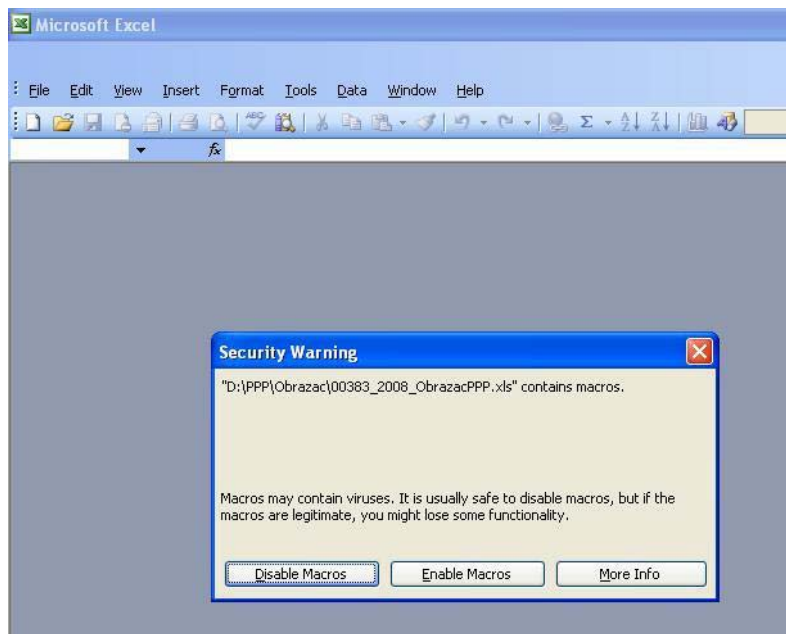 Microsoft Excel
File Edit View Insert Format Tools Data Window Help
ABC
Σ A Z Z A
fx
Security Warning
"D:\PPP\Obrazac\00383_2008_ObrazacPPP.xls" contains macros.
Macros may contain viruses. It is usually safe to disable macros, but if the
macros are legitimate, you might lose some functionality.
Disable Macros Enable Macros More Info